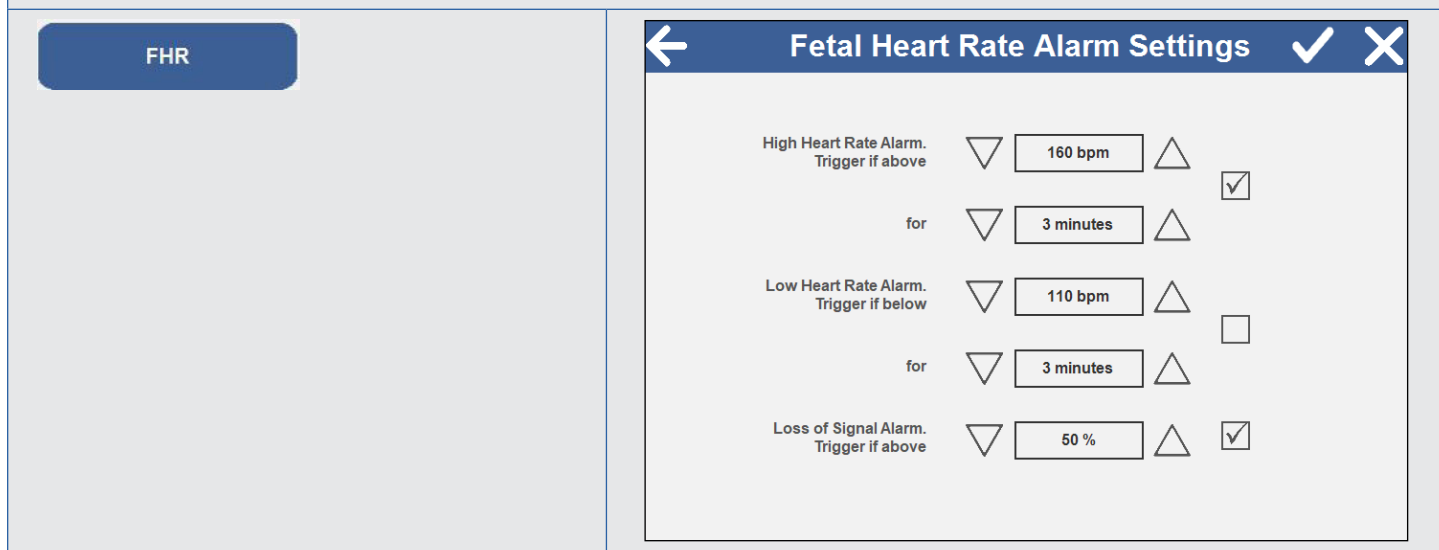 FHR
Fetal Heart Rate Alarm Settings
High Heart Rate Alarm.
Trigger if above
160 bpm
for
3 minutes
Low Heart Rate Alarm.
Trigger if below
110 bpm
for
3 minutes
Loss of Signal Alarm.
Trigger if above
50 %